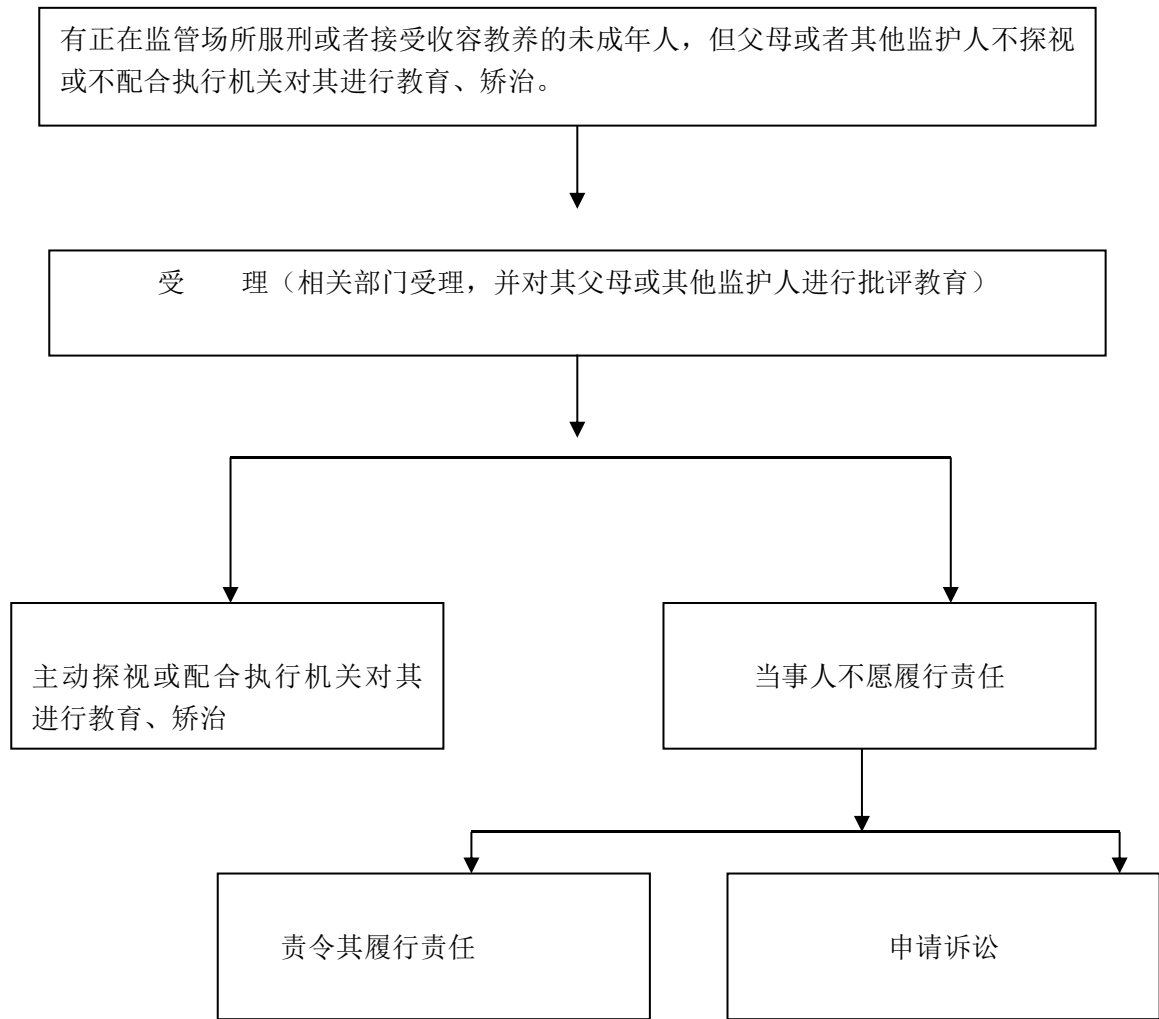 有正在监管场所服刑或者接受收容教养的未成年人，但父母或者其他监护人不探视
或不配合执行机关对其进行教育、矫治。
受　　理（相关部门受理，并对其父母或其他监护人进行批评教育）
主动探视或配合执行机关对其
进行教育、矫治
当事人不愿履行责任
责令其履行责任
申请诉讼